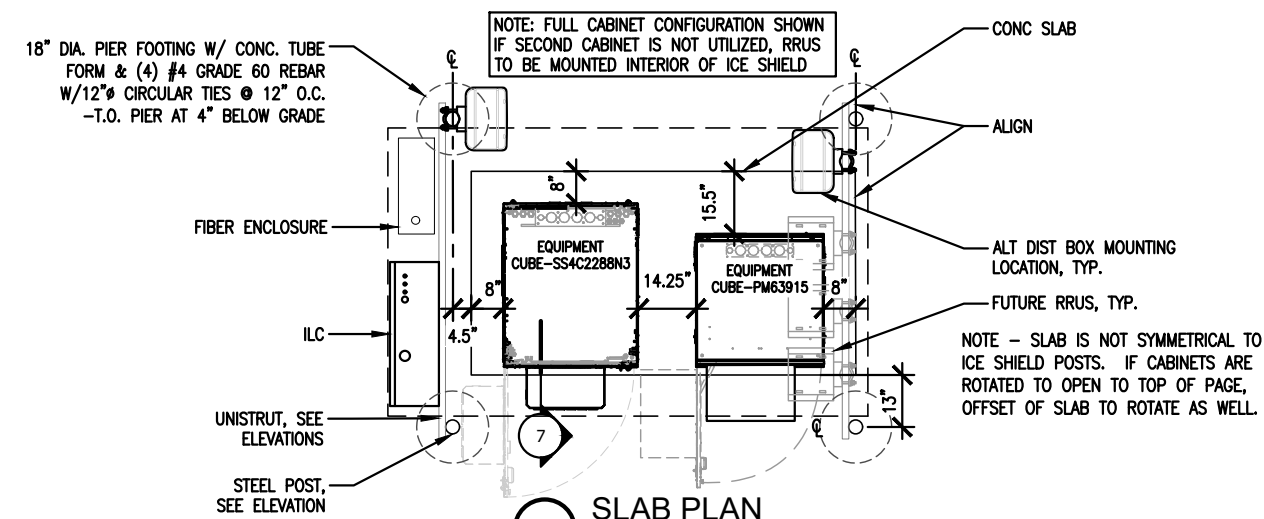 NOTE: FULL CABINET CONFIGURATION SHOWN
IF SECOND CABINET IS NOT UTILIZED, RRUS
TO BE MOUNTED INTERIOR OF ICE SHIELD
18" DIA. PIER FOOTING W/ CONC. TUBE
FORM & (4) #4 GRADE 60 REBAR
W/12"ø CIRCULAR TIES @ 12" O.C.
-T.O. PIER AT 4" BELOW GRADE
℄
℄
CONC SLAB
ALIGN
8"
15.5"
FIBER ENCLOSURE
EQUIPMENT
CUBE-SS4C2288N3
EQUIPMENT
CUBE-PM63915
ALT DIST BOX MOUNTING
LOCATION, TYP.
8"
14.25"
8"
4.5"
FUTURE RRUS, TYP.
ILC
NOTE - SLAB IS NOT SYMMETRICAL TO
ICE SHIELD POSTS. IF CABINETS ARE
ROTATED TO OPEN TO TOP OF PAGE,
OFFSET OF SLAB TO ROTATE AS WELL.
13"
℄
UNISTRUT, SEE
ELEVATIONS
7
STEEL POST,
SEE ELEVATION
SLAB PLAN